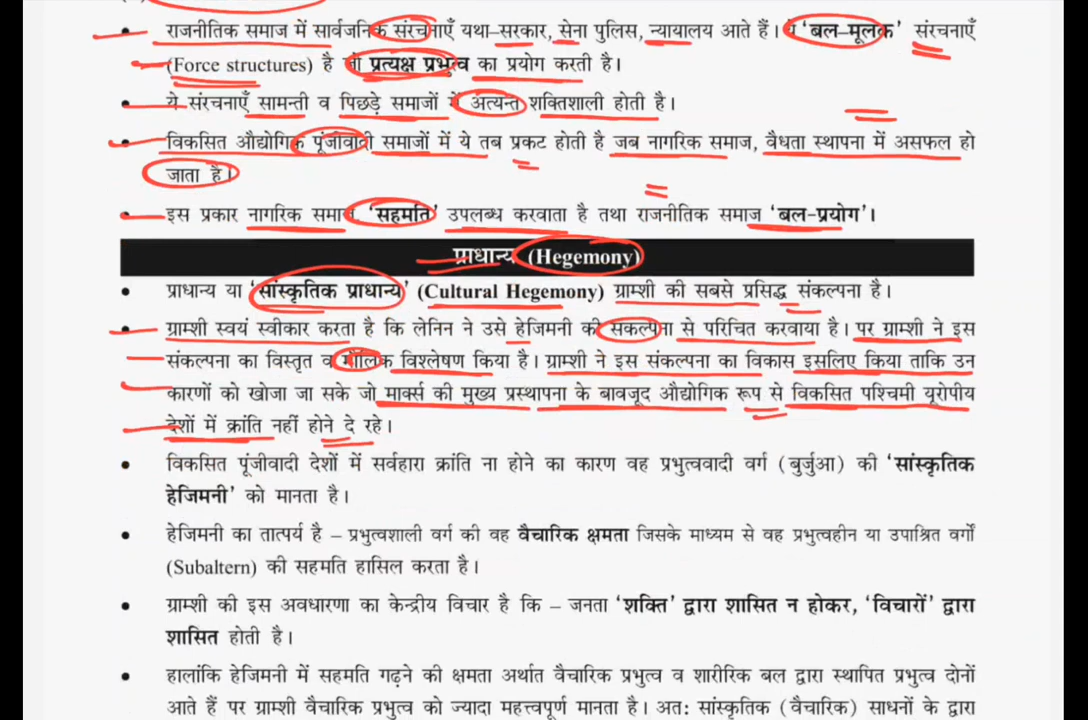 राजनीतिक समाज में सार्वजनिक संरचनाएँ यथा–सरकार, सेना पुलिस, न्यायालय आते हैं। ये ‘बल–मूलक’ संरचनाएँ
(Force structures) है जो प्रत्यक्ष प्रभुत्व का प्रयोग करती है।
ये संरचनाएँ सामन्ती व पिछड़े समाजों में अत्यन्त शक्तिशाली होती है।
विकसित औद्योगिक पूंजीवादी समाजों में ये तब प्रकट होती है जब नागरिक समाज, वैधता स्थापना में असफल हो
जाता है।
इस प्रकार नागरिक समाज ‘सहमति’ उपलब्ध करवाता है तथा राजनीतिक समाज ‘बल-प्रयोग’।
प्राधान्य (Hegemony)
प्राधान्य या ‘सांस्कृतिक प्राधान्य’ (Cultural Hegemony) ग्राम्शी की सबसे प्रसिद्ध संकल्पना है।
ग्राम्शी स्वयं स्वीकार करता है कि लेनिन ने उसे हेजिमनी की संकल्पना से परिचित करवाया है। पर ग्राम्शी ने इस
संकल्पना का विस्तृत व मौलिक विश्लेषण किया है। ग्राम्शी ने इस संकल्पना का विकास इसलिए किया ताकि उन
कारणों को खोजा जा सके जो मार्क्स की मुख्य प्रस्थापना के बावजूद औद्योगिक रूप से विकसित पश्चिमी यूरोपीय
देशों में क्रांति नहीं होने दे रहे।
विकसित पूंजीवादी देशों में सर्वहारा क्रांति ना होने का कारण वह प्रभुत्ववादी वर्ग (बुर्जुआ) की ‘सांस्कृतिक
हेजिमनी’ को मानता है।
हेजिमनी का तात्पर्य है – प्रभुत्वशाली वर्ग की वह वैचारिक क्षमता जिसके माध्यम से वह प्रभुत्वहीन या उपाश्रित वर्गों
(Subaltern) की सहमति हासिल करता है।
ग्राम्शी की इस अवधारणा का केन्द्रीय विचार है कि – जनता ‘शक्ति’ द्वारा शासित न होकर, ‘विचारों’ द्वारा
शासित होती है।
हालांकि हेजिमनी में सहमति गढ़ने की क्षमता अर्थात वैचारिक प्रभुत्व व शारीरिक बल द्वारा स्थापित प्रभुत्व दोनों
आते हैं पर ग्राम्शी वैचारिक प्रभुत्व को ज्यादा महत्त्वपूर्ण मानता है। अत: सांस्कृतिक (वैचारिक) साधनों के द्वारा